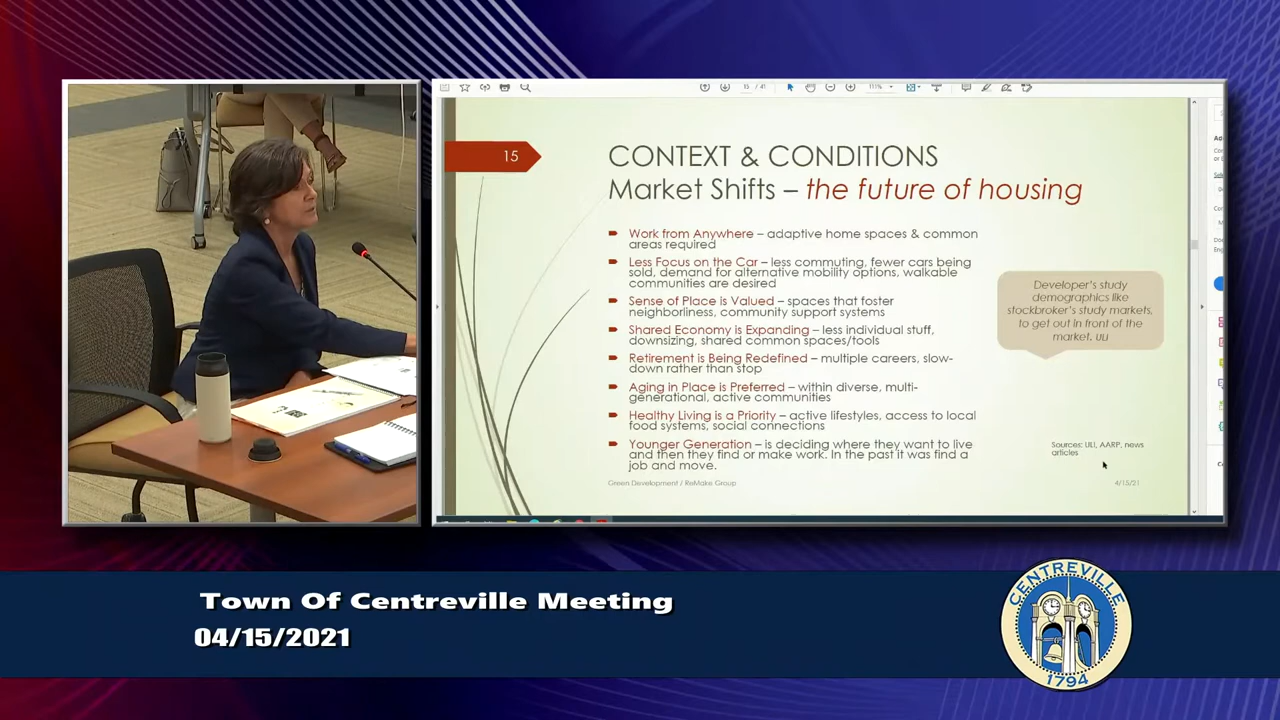 15 / 41
111%
15
CONTEXT & CONDITIONS
Market Shifts – the future of housing
Work from Anywhere – adaptive home spaces & common
areas required
Less Focus on the Car – less commuting, fewer cars being
sold, demand for alternative mobility options, walkable
communities are desired
Sense of Place is Valued – spaces that foster
neighborliness, community support systems
Shared Economy is Expanding – less individual stuff,
downsizing, shared common spaces/tools
Retirement is Being Redefined – multiple careers, slow-
down rather than stop
Aging in Place is Preferred – within diverse, multi-
generational, active communities
Healthy Living is a Priority – active lifestyles, access to local
food systems, social connections
Younger Generation – is deciding where they want to live
and then they find or make work. In the past it was find a
job and move.
Developer's study
demographics like
stockbroker's study markets,
to get out in front of the
market. ULI
Sources: ULI, AARP, news
articles
Green Development / ReMake Group
4/15/21
Town Of Centreville Meeting
04/15/2021
CENTREVILLE
1794